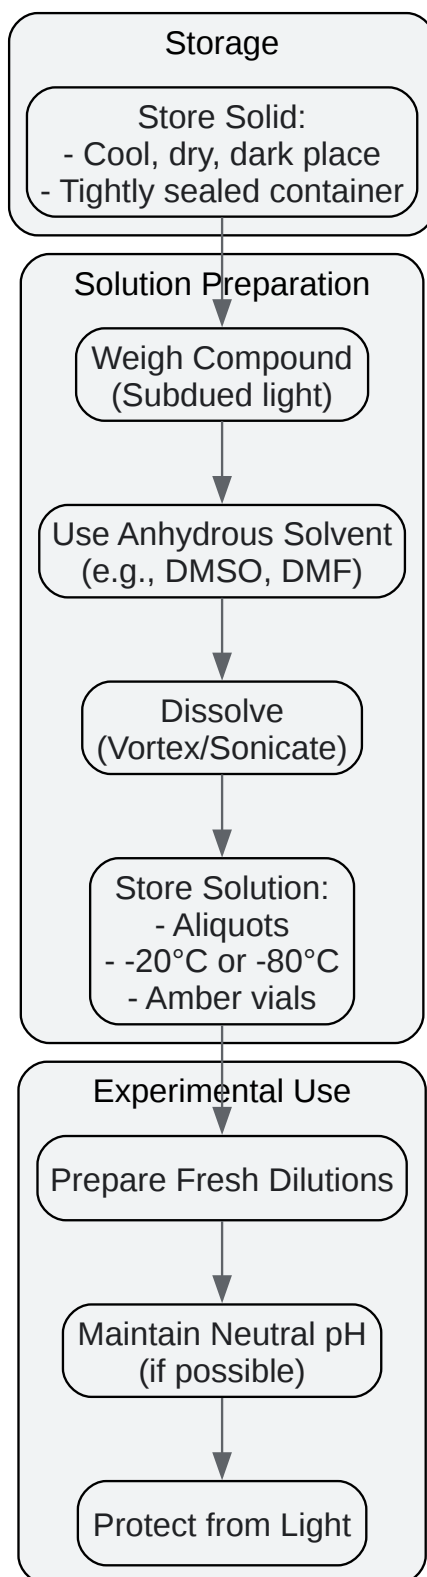 Storage
Store Solid:
- Cool, dry, dark place
- Tightly sealed container
Solution Preparation
Weigh Compound
(Subdued light)
Use Anhydrous Solvent
(e.g., DMSO, DMF)
Dissolve
(Vortex/Sonicate)
Store Solution:
- Aliquots
- -20°C or -80°C
- Amber vials
Experimental Use
Prepare Fresh Dilutions
Maintain Neutral pH
(if possible)
Protect from Light